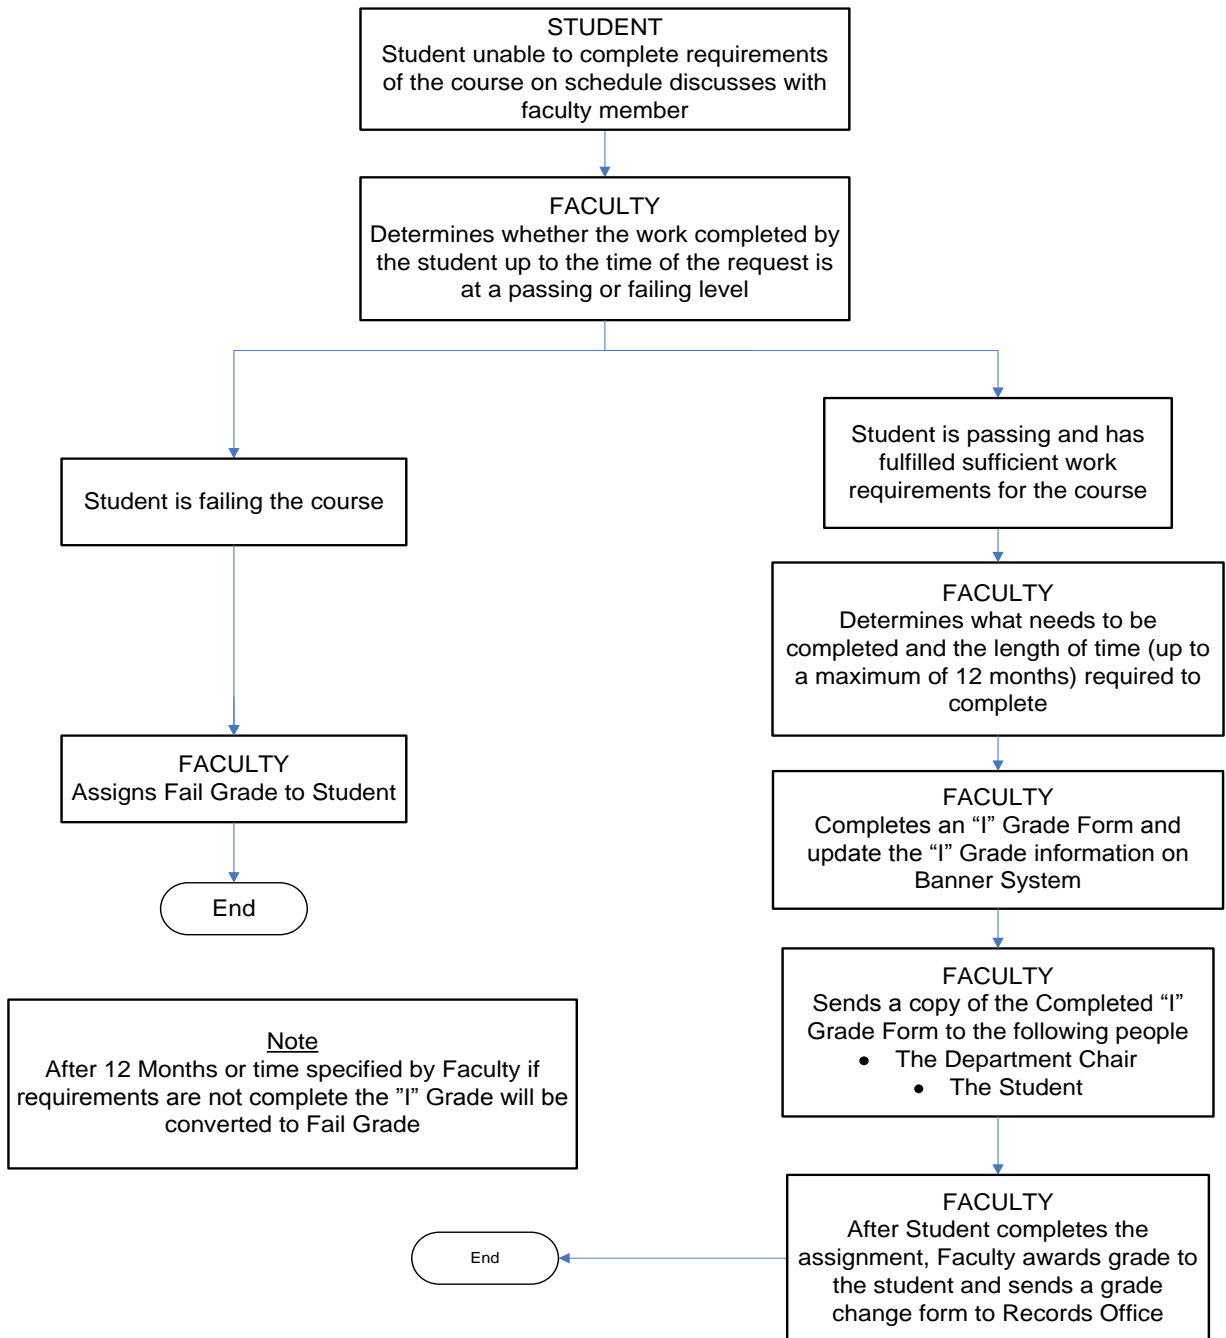 STUDENT
Student unable to complete requirements
of the course on schedule discusses with
faculty member
FACULTY
Determines whether the work completed by
the student up to the time of the request is
at a passing or failing level
Student is failing the course
FACULTY
Assigns Fail Grade to Student
End
Student is passing and has
fulfilled sufficient work
requirements for the course
FACULTY
Determines what needs to be
completed and the length of time (up to
a maximum of 12 months) required to
complete
FACULTY
Completes an “I” Grade Form and
update the “I” Grade information on
Banner System
FACULTY
Sends a copy of the Completed “I”
Grade Form to the following people
• The Department Chair
• The Student
FACULTY
After Student completes the
assignment, Faculty awards grade to
the student and sends a grade
change form to Records Office
End
Note
After 12 Months or time specified by Faculty if
requirements are not complete the ”I” Grade will be
converted to Fail Grade